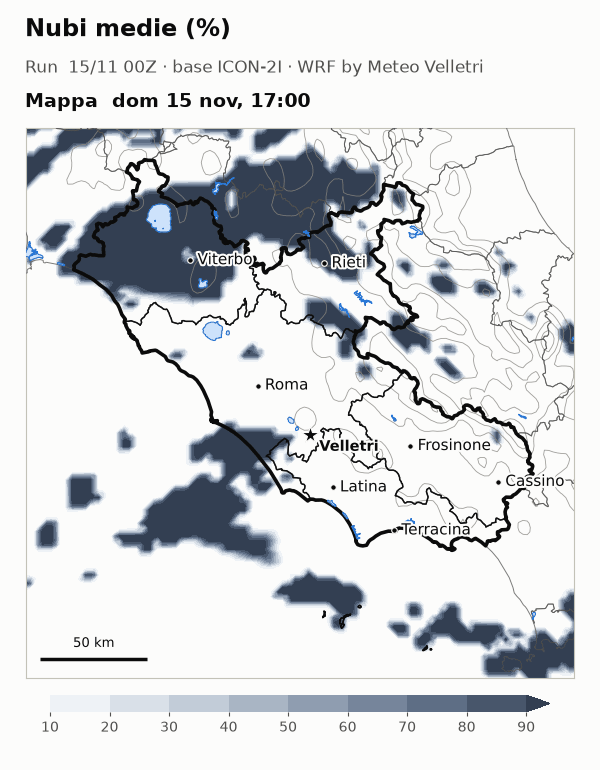 Nubi medie (%)
Run 15/11 00Z · base ICON-2I · WRF by Meteo Velletri
Mappa dom 15 nov, 17:00
Viterbo
Rieti
Roma
Velletri
Frosinone
Cassino
Latina
Terracina
50 km
10 20 30 40 50 60 70 80 90